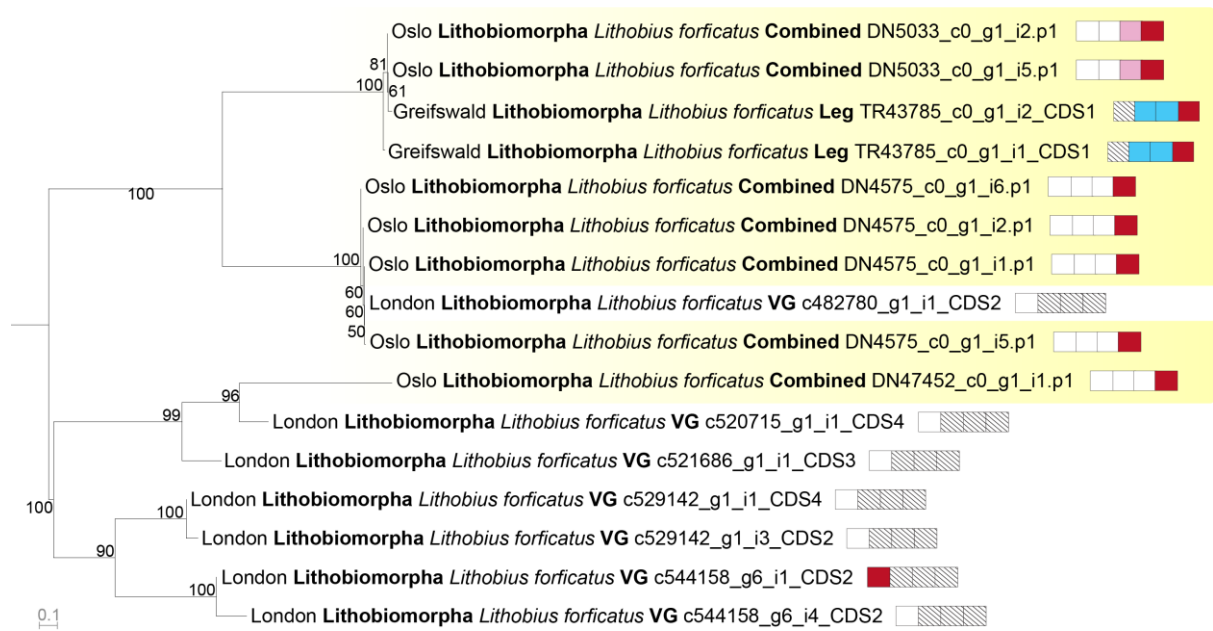 Oslo Lithobiomorpha Lithobius forficatus Combined DN5033_c0_g1_i2.p1
81
Oslo Lithobiomorpha Lithobius forficatus Combined DN5033_c0_g1_i5.p1
100
61
Greifswald Lithobiomorpha Lithobius forficatus Leg TR43785_c0_g1_i2_CDS1
Greifswald Lithobiomorpha Lithobius forficatus Leg TR43785_c0_g1_i1_CDS1
100
Oslo Lithobiomorpha Lithobius forficatus Combined DN4575_c0_g1_i6.p1
Oslo Lithobiomorpha Lithobius forficatus Combined DN4575_c0_g1_i2.p1
100
Oslo Lithobiomorpha Lithobius forficatus Combined DN4575_c0_g1_i1.p1
60
London Lithobiomorpha Lithobius forficatus VG c482780_g1_i1_CDS2
60
50
Oslo Lithobiomorpha Lithobius forficatus Combined DN4575_c0_g1_i5.p1
Oslo Lithobiomorpha Lithobius forficatus Combined DN47452_c0_g1_i1.p1
96
99
London Lithobiomorpha Lithobius forficatus VG c520715_g1_i1_CDS4
London Lithobiomorpha Lithobius forficatus VG c521686_g1_i1_CDS3
100
London Lithobiomorpha Lithobius forficatus VG c529142_g1_i1_CDS4
100
London Lithobiomorpha Lithobius forficatus VG c529142_g1_i3_CDS2
90
London Lithobiomorpha Lithobius forficatus VG c544158_g6_i1_CDS2
100
London Lithobiomorpha Lithobius forficatus VG c544158_g6_i4_CDS2
0.1